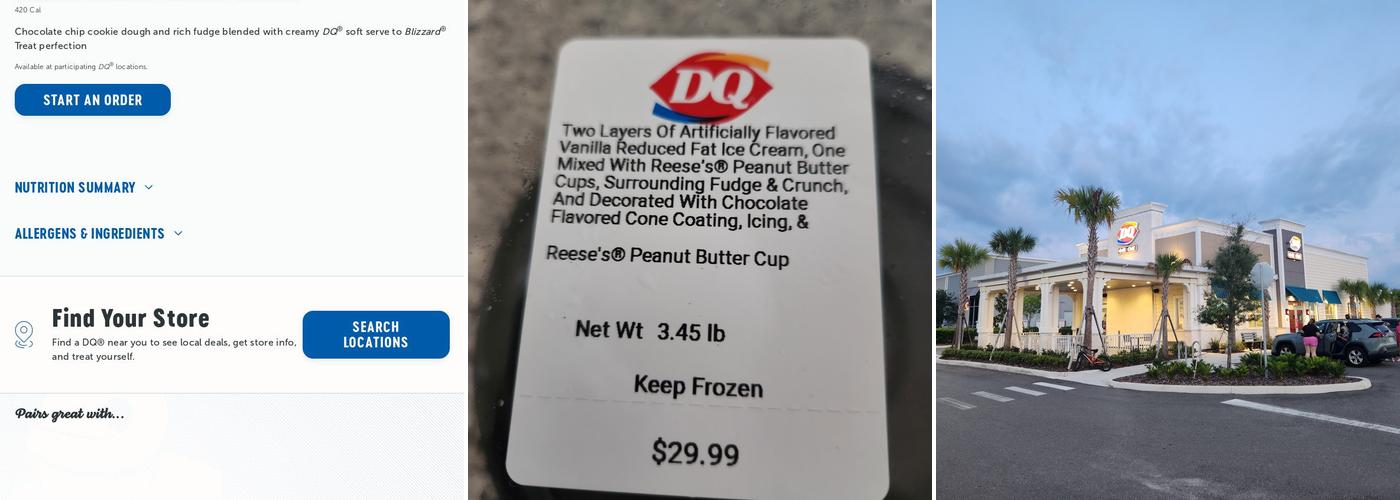 420 Cal
Chocolate chip cookie dough and rich fudge blended with creamy DQ® soft serve to Blizzard®
Treat perfection
Available at participating DQ® locations.
START AN ORDER
NUTRITION SUMMARY
ALLERGENS & INGREDIENTS
Find Your Store
Find a DQ® near you to see local deals, get store info,
and treat yourself.
SEARCH
LOCATIONS
Pairs great with...
DQ
Two Layers Of Artificially Flavored
Vanilla Reduced Fat Ice Cream, One
Mixed With Reese's® Peanut Butter
Cups, Surrounding Fudge & Crunch,
And Decorated With Chocolate
Flavored Cone Coating, Icing, &
Reese's® Peanut Butter Cup
Net Wt 3.45 lb
Keep Frozen
$29.99
DQ